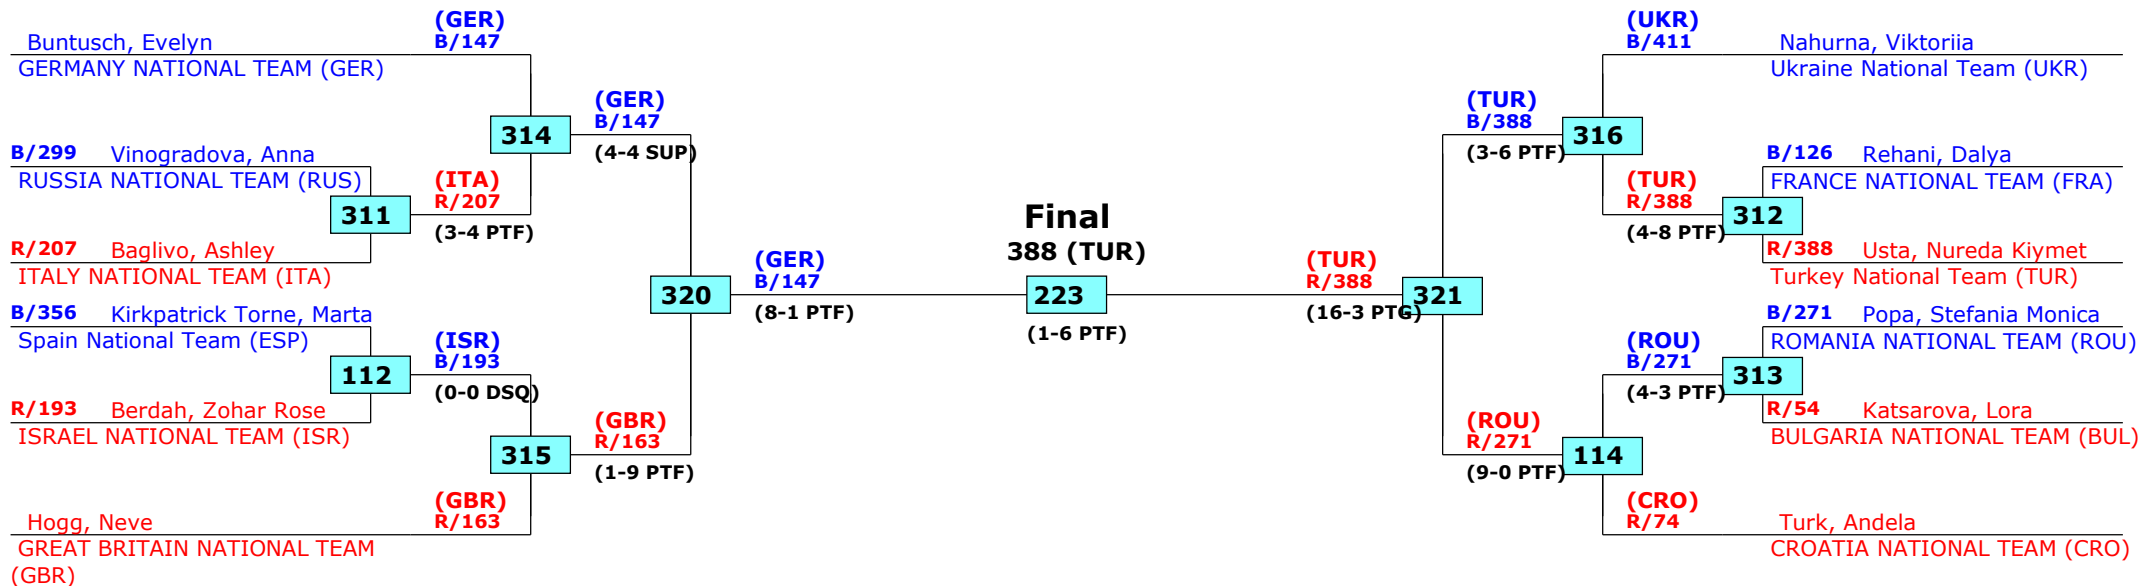 (GER)
B/147
Buntusch, Evelyn
GERMANY NATIONAL TEAM (GER)
314
(GER)
B/147
(4-4 SUP)
B/299 Vinogradova, Anna
RUSSIA NATIONAL TEAM (RUS)
311
(ITA)
R/207
(3-4 PTF)
R/207 Baglivo, Ashley
ITALY NATIONAL TEAM (ITA)
320
(GER)
B/147
(8-1 PTF)
B/356 Kirkpatrick Torne, Marta
Spain National Team (ESP)
112
(ISR)
B/193
(0-0 DSQ)
R/193 Berdah, Zohar Rose
ISRAEL NATIONAL TEAM (ISR)
315
(GBR)
R/163
(1-9 PTF)
(GBR)
R/163
Hogg, Neve
GREAT BRITAIN NATIONAL TEAM
(GBR)
Final
388 (TUR)
223
(1-6 PTF)
(UKR)
B/411
Nahurna, Viktoriia
Ukraine National Team (UKR)
(TUR)
B/388
316
(3-6 PTF)
B/126 Rehani, Dalya
FRANCE NATIONAL TEAM (FRA)
(TUR)
R/388
312
(4-8 PTF)
R/388 Usta, Nureda Kiymet
Turkey National Team (TUR)
(TUR)
R/388
321
(16-3 PTG)
B/271 Popa, Stefania Monica
ROMANIA NATIONAL TEAM (ROU)
(ROU)
B/271
313
(4-3 PTF)
R/54 Katsarova, Lora
BULGARIA NATIONAL TEAM (BUL)
(ROU)
R/271
114
(9-0 PTF)
(CRO)
R/74
Turk, Andela
CROATIA NATIONAL TEAM (CRO)